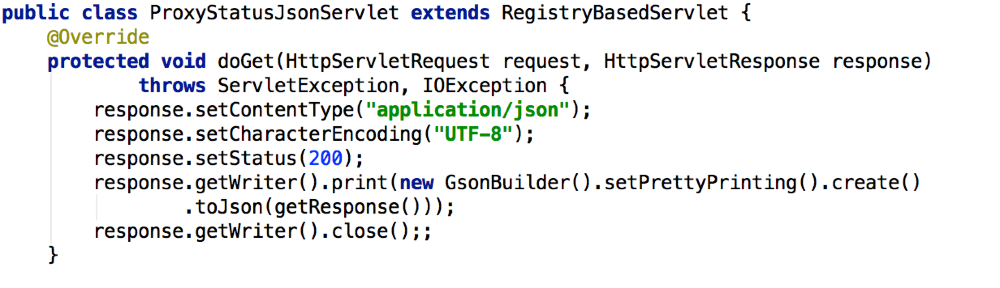 public class ProxyStatusJsonServlet extends RegistryBasedServlet {
    @Override
    protected void doGet(HttpServletRequest request, HttpServletResponse response)
            throws ServletException, IOException {
        response.setContentType("application/json");
        response.setCharacterEncoding("UTF-8");
        response.setStatus(200);
        response.getWriter().print(new GsonBuilder().setPrettyPrinting().create()
                .toJson(getResponse()));
        response.getWriter().close();;
    }